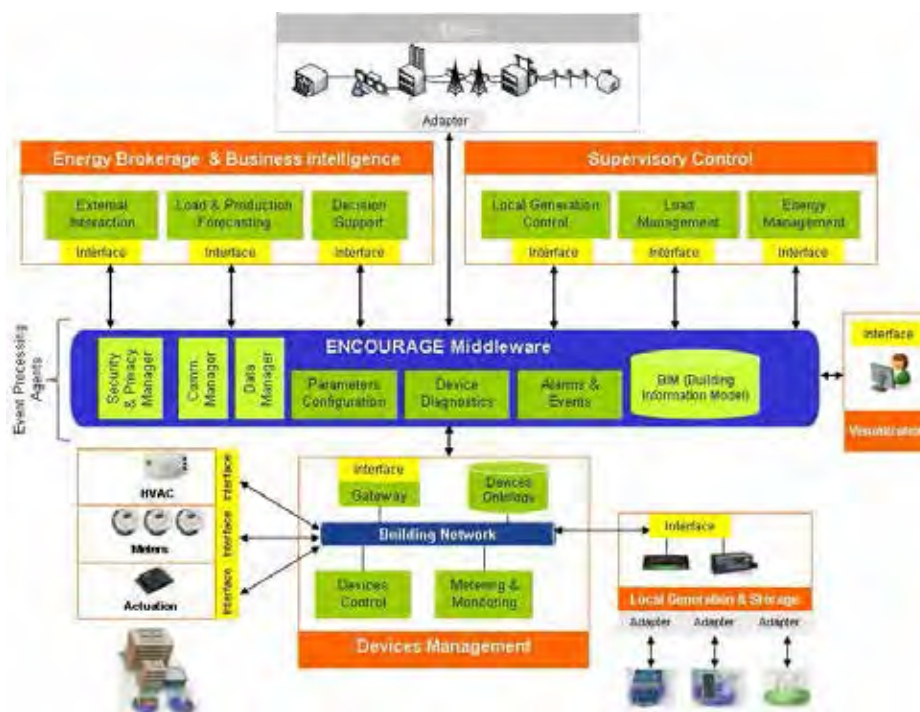 Adapter
Energy Brokerage & Business Intelligence
Supervisory Control
External
Interaction
Load & Production
Forecasting
Decision
Support
Local Generation
Control
Load
Management
Energy
Management
Interface
Interface
Interface
Interface
Interface
Interface
Event Processing
Agents
ENCOURAGE Middleware
Security
& Privacy
Manager
Comm.
Manager
Data
Manager
Parameters
Configuration
Device
Diagnostics
Alarms &
Events
BIM (Building
Information Model)
Interface
HVAC
Interface
Meters
Interface
Actuation
Interface
Interface
Gateway
Devices
Building Network
Devices
Control
Metering &
Monitoring
Devices Management
Interface
Local Generation & Storage
Adapter
Adapter
Adapter